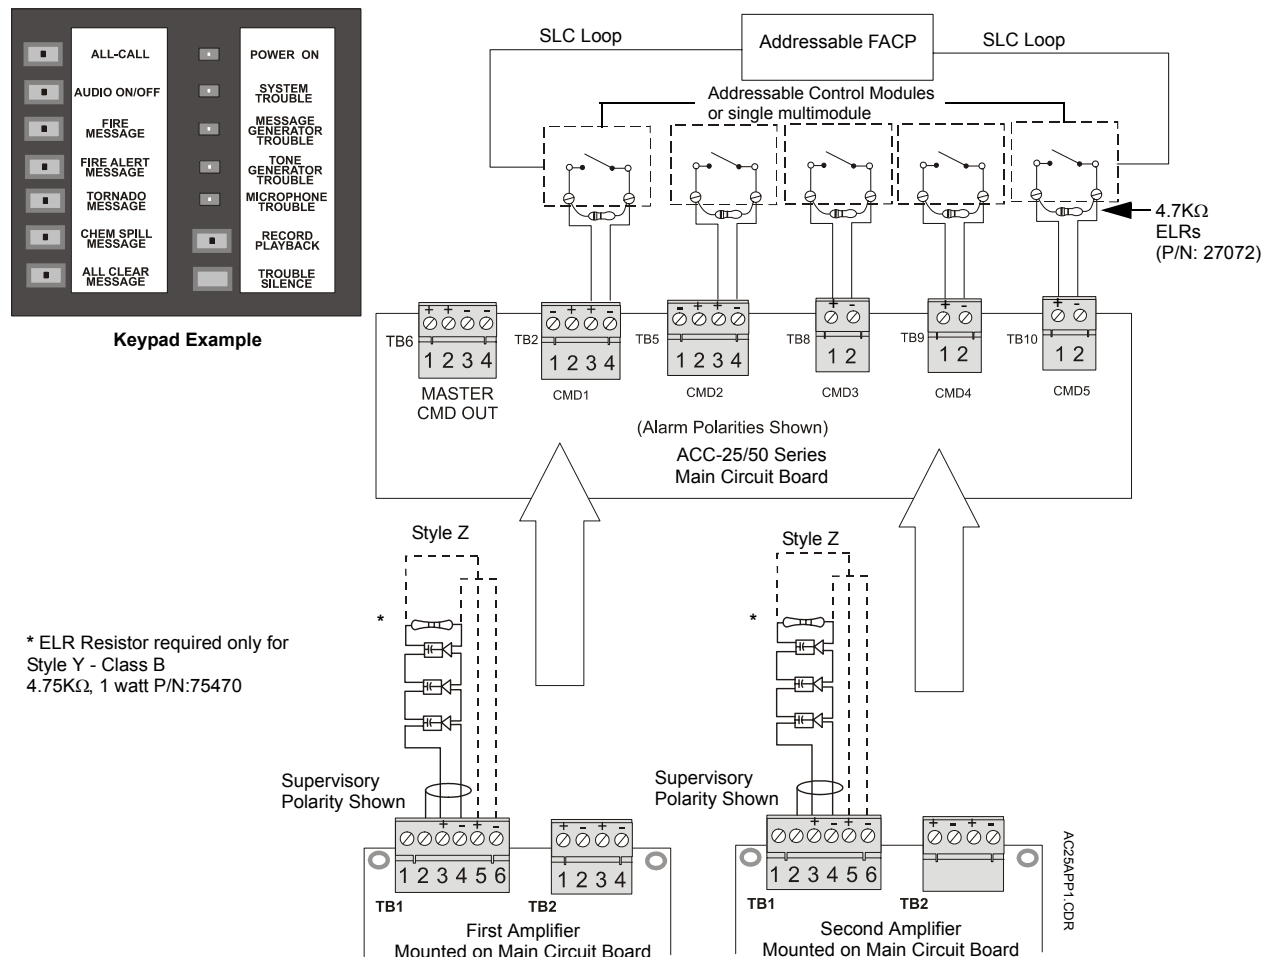 ALL-CALL
AUDIO ON/OFF
FIRE
MESSAGE
FIRE ALERT
MESSAGE
TORNADO
MESSAGE
CHEM SPILL
MESSAGE
ALL CLEAR
MESSAGE
POWER ON
SYSTEM
TROUBLE
MESSAGE
GENERATOR
TROUBLE
TONE
GENERATOR
TROUBLE
MICROPHONE
TROUBLE
RECORD
PLAYBACK
TROUBLE
SILENCE
Keypad Example
SLC Loop
Addressable FACP
SLC Loop
Addressable Control Modules
or single multimodule
4.7KΩ
ELRs
(P/N: 27072)
TB6
+ + - -
1 2 3 4
MASTER
CMD OUT
TB2
- + + -
1 2 3 4
CMD1
TB5
- + + -
1 2 3 4
CMD2
TB8
+ -
1 2
CMD3
TB9
+ -
1 2
CMD4
TB10
+ -
1 2
CMD5
(Alarm Polarities Shown)
ACC-25/50 Series
Main Circuit Board
Style Z
*
Style Z
*
* ELR Resistor required only for
Style Y - Class B
4.75KΩ, 1 watt P/N:75470
Supervisory
Polarity Shown
+ - + -
1 2 3 4 5 6
TB1
+ - + -
1 2 3 4
TB2
First Amplifier
Mounted on Main Circuit Board
Supervisory
Polarity Shown
+ - + -
1 2 3 4 5 6
TB1
+ - + -
TB2
Second Amplifier
Mounted on Main Circuit Board
AC25APP1.CDR